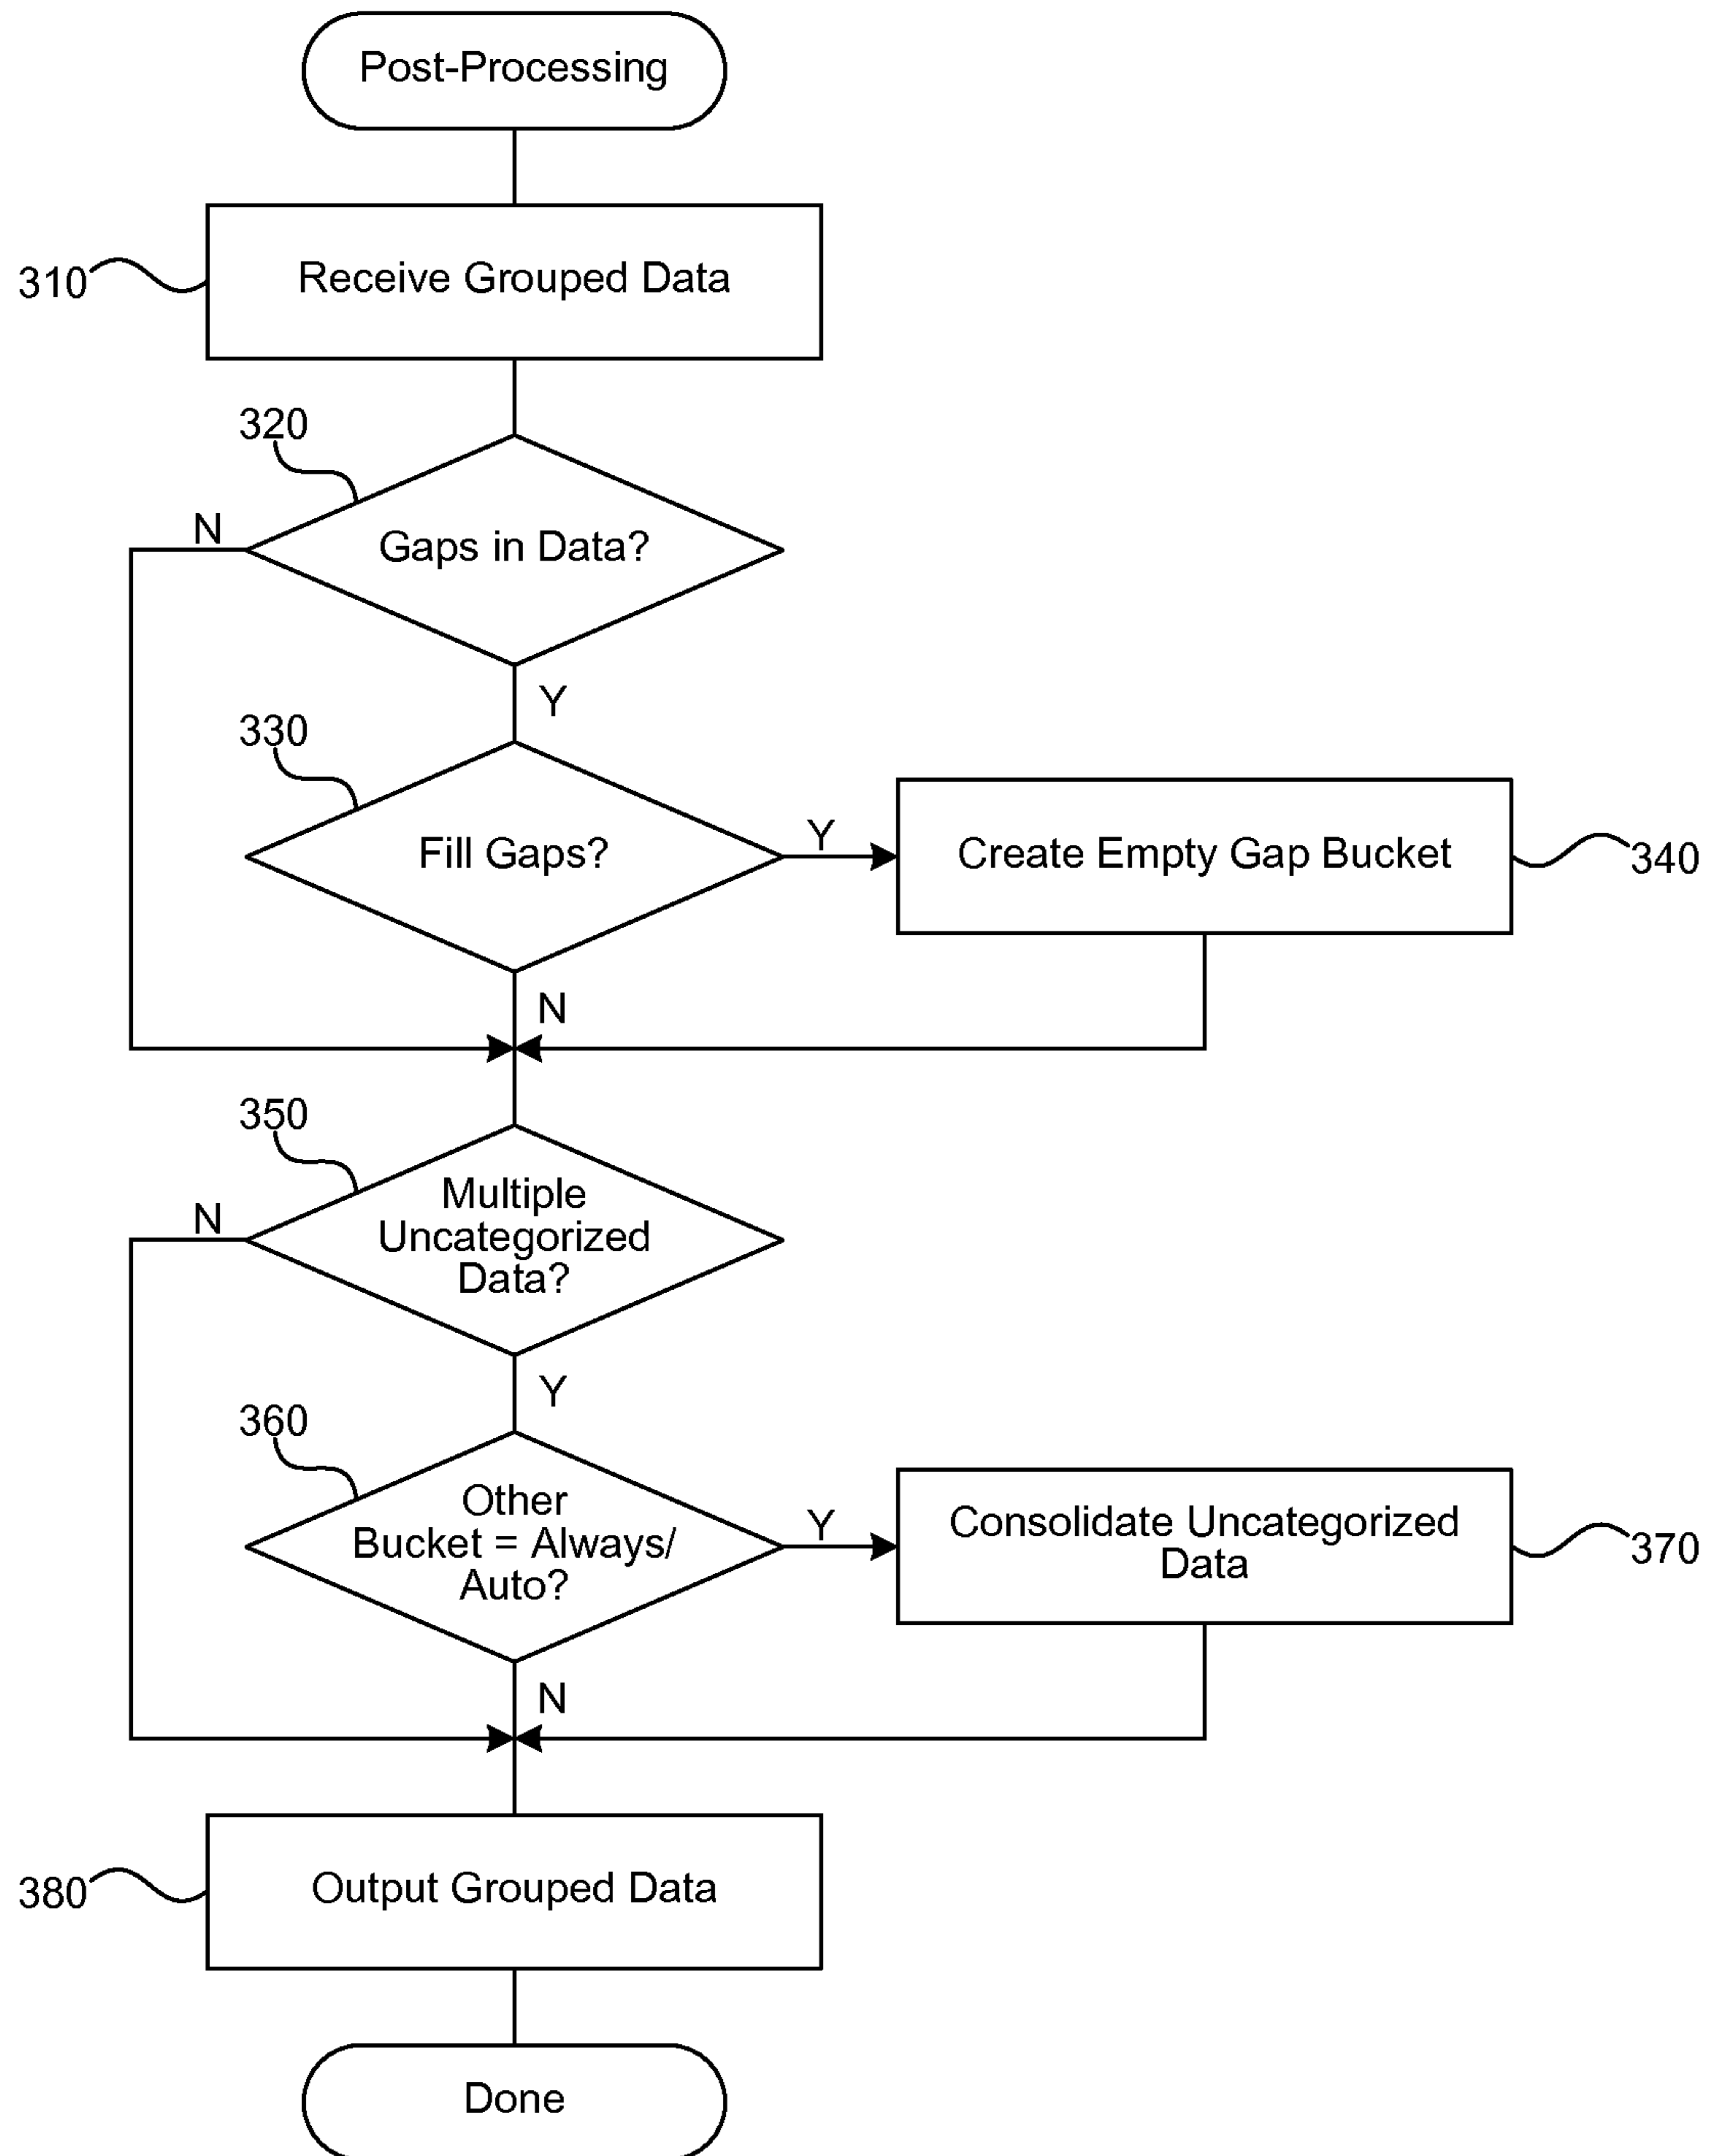 Post-Processing
310
Receive Grouped Data
320
N
Gaps in Data?
Y
330
Fill Gaps?
Y
Create Empty Gap Bucket
340
N
350
N
Multiple
Uncategorized
Data?
Y
360
Other
Bucket = Always/
Auto?
Y
Consolidate Uncategorized
Data
370
N
380
Output Grouped Data
Done